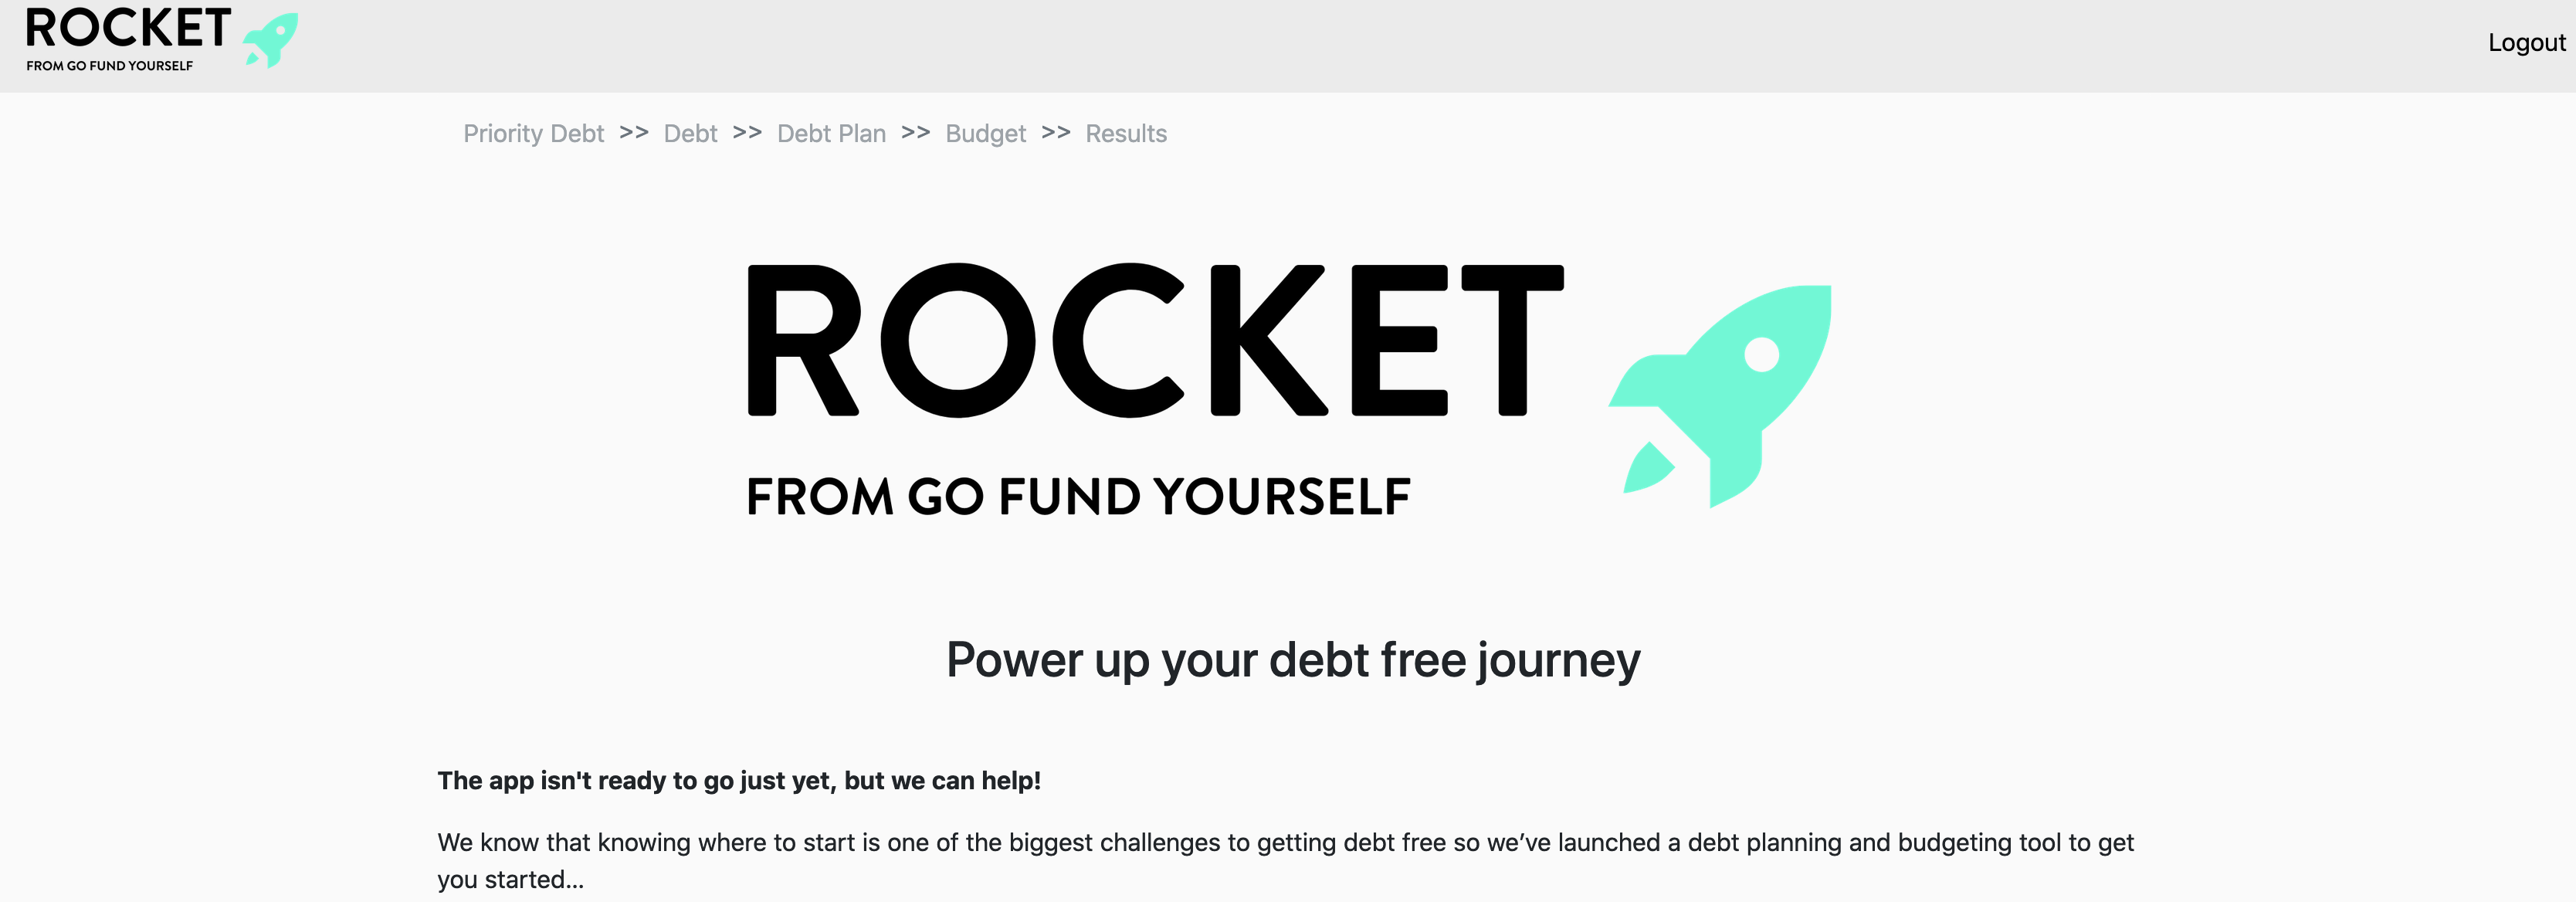 ROCKET
FROM GO FUND YOURSELF
Logout
Priority Debt >> Debt >> Debt Plan >> Budget >> Results
ROCKET
FROM GO FUND YOURSELF
Power up your debt free journey
The app isn't ready to go just yet, but we can help!
We know that knowing where to start is one of the biggest challenges to getting debt free so we’ve launched a debt planning and budgeting tool to get
you started...